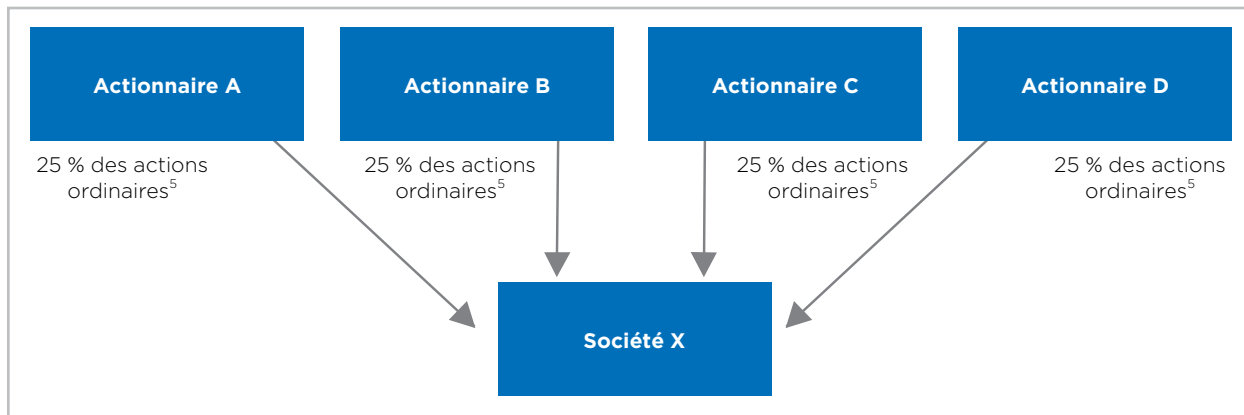 Actionnaire A
Actionnaire B
Actionnaire C
Actionnaire D
25 % des actions
ordinaires⁵
25 % des actions
ordinaires⁵
25 % des actions
ordinaires⁵
25 % des actions
ordinaires⁵
Société X